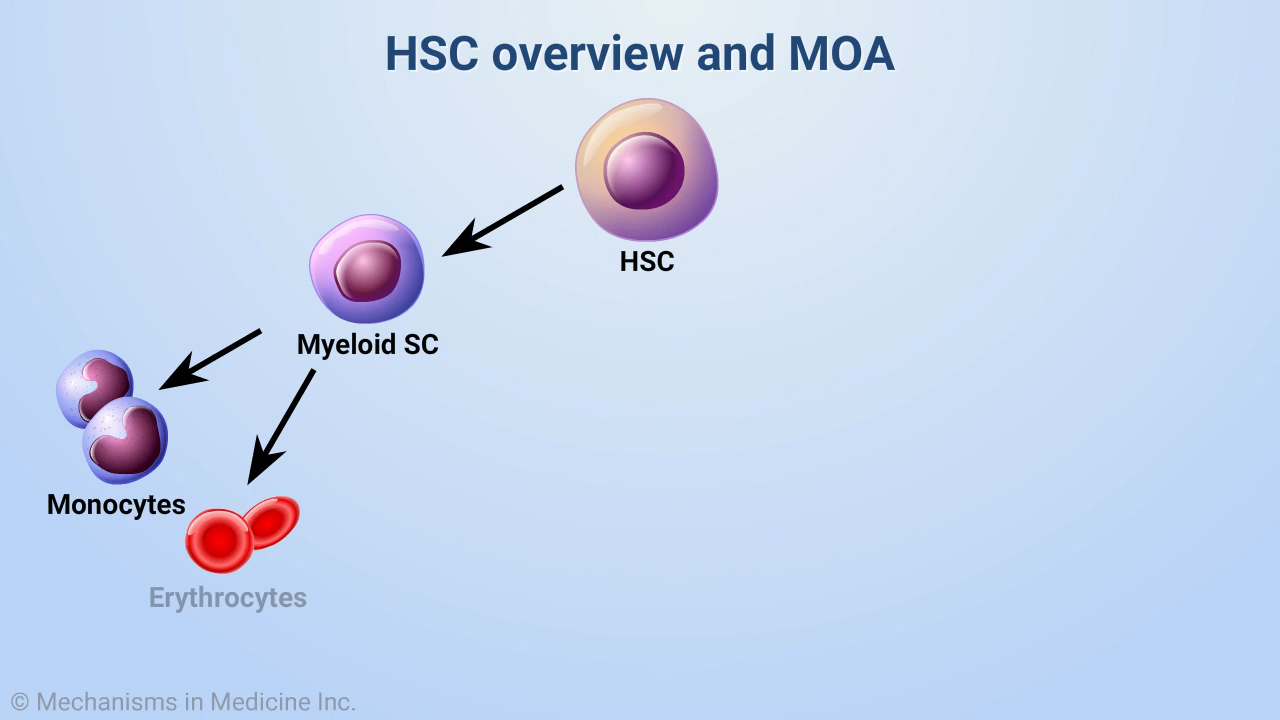 HSC overview and MOA
HSC
Myeloid SC
Monocytes
Erythrocytes
© Mechanisms in Medicine Inc.